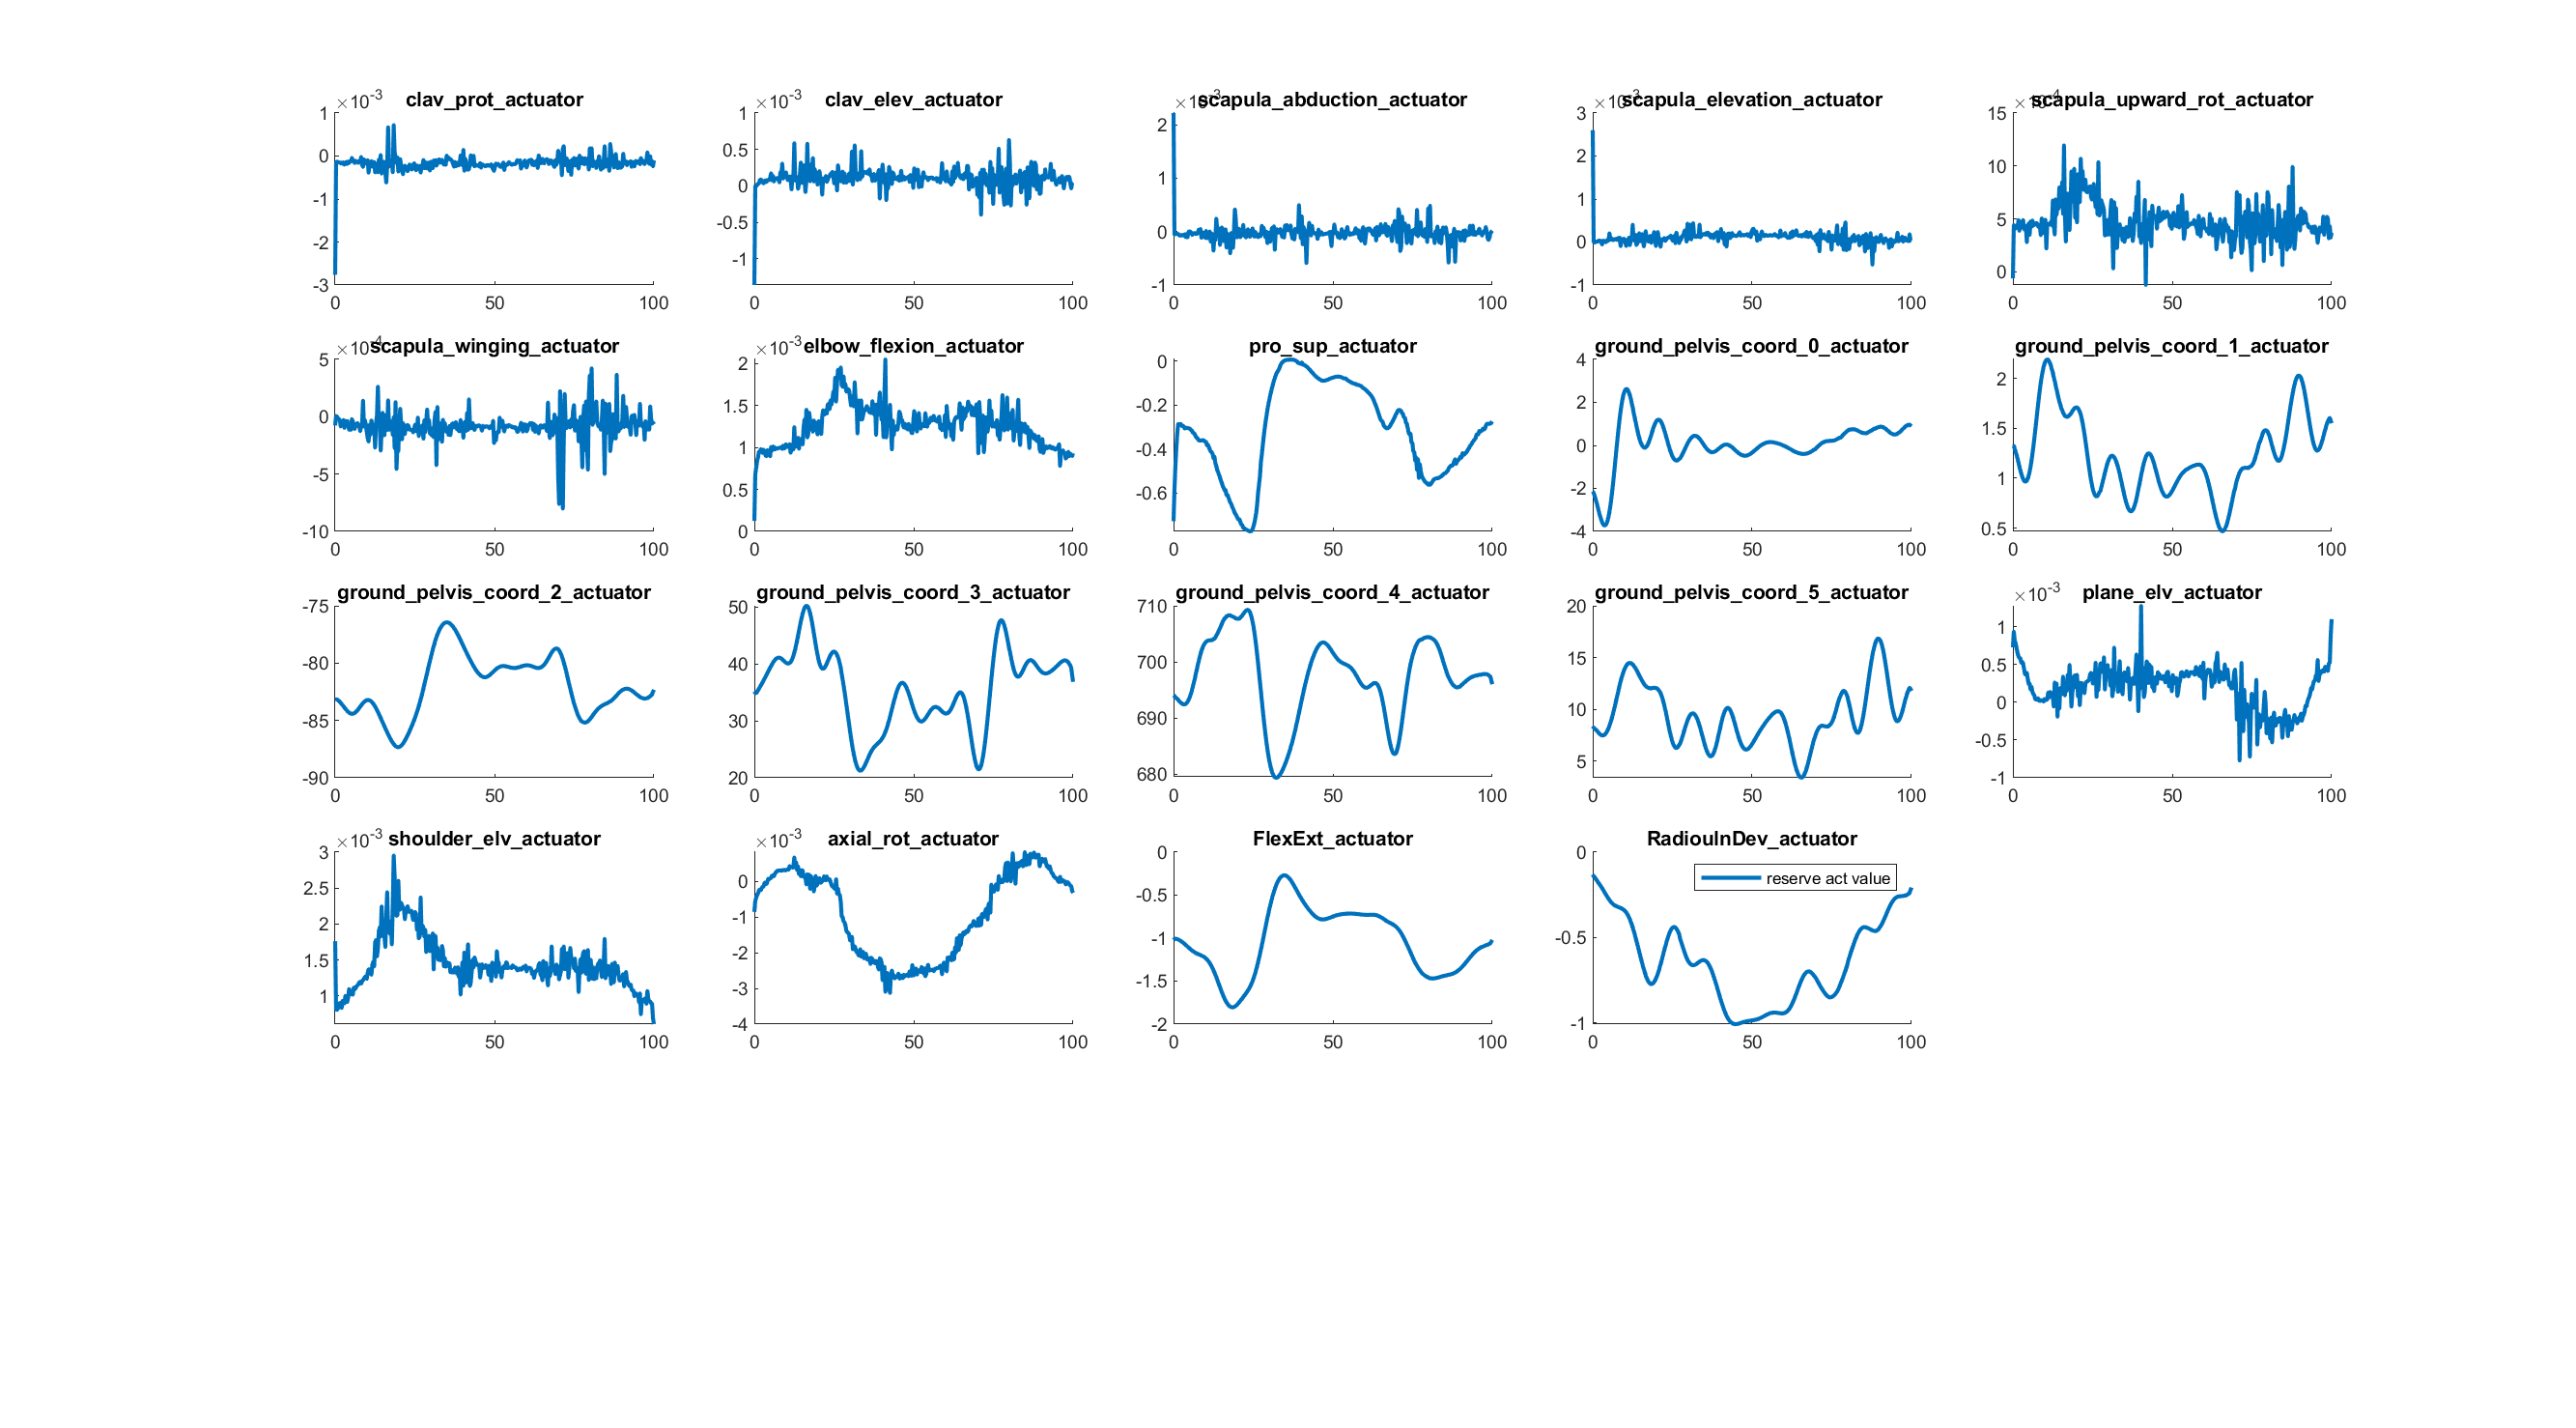 ×10-3 clav_prot_actuator
1
0
-1
-2
-3
0 50 100
×10-3 clav_elev_actuator
1
0.5
0
-0.5
-1
0 50 100
×10-3 scapula_abduction_actuator
2
1
0
-1
0 50 100
×10-3 scapula_elevation_actuator
3
2
1
0
-1
0 50 100
×10-4 scapula_upward_rot_actuator
15
10
5
0
0 50 100
×10-4 scapula_winging_actuator
5
0
-5
-10
0 50 100
×10-3 elbow_flexion_actuator
2
1.5
1
0.5
0
0 50 100
pro_sup_actuator
0
-0.2
-0.4
-0.6
0 50 100
ground_pelvis_coord_0_actuator
4
2
0
-2
-4
0 50 100
ground_pelvis_coord_1_actuator
2
1.5
1
0.5
0 50 100
ground_pelvis_coord_2_actuator
-75
-80
-85
-90
0 50 100
ground_pelvis_coord_3_actuator
50
40
30
20
0 50 100
ground_pelvis_coord_4_actuator
710
700
690
680
0 50 100
ground_pelvis_coord_5_actuator
20
15
10
5
0 50 100
×10-3 plane_elv_actuator
1
0.5
0
-0.5
-1
0 50 100
×10-3 shoulder_elv_actuator
3
2.5
2
1.5
1
0 50 100
×10-3 axial_rot_actuator
0
-1
-2
-3
-4
0 50 100
FlexExt_actuator
0
-0.5
-1
-1.5
-2
0 50 100
RadioulnDev_actuator
0
-0.5
-1
0 50 100
reserve act value